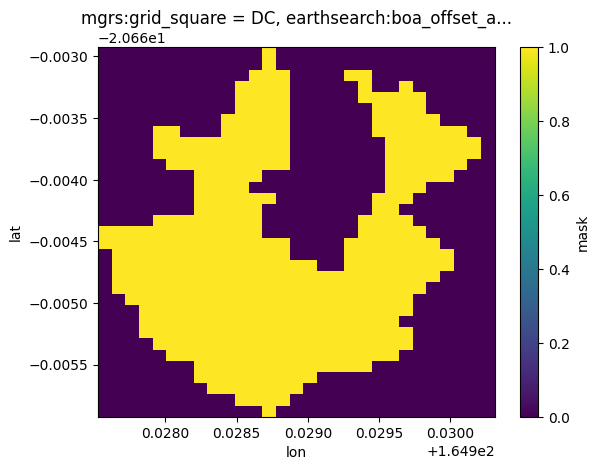 mgrs:grid_square = DC, earthsearch:boa_offset_a...
−2.066e1
−0.0030
−0.0035
−0.0040
−0.0045
−0.0050
−0.0055
lat
0.0280 0.0285 0.0290 0.0295 0.0300
lon
+1.649e2
1.0
0.8
0.6
0.4
0.2
0.0
mask